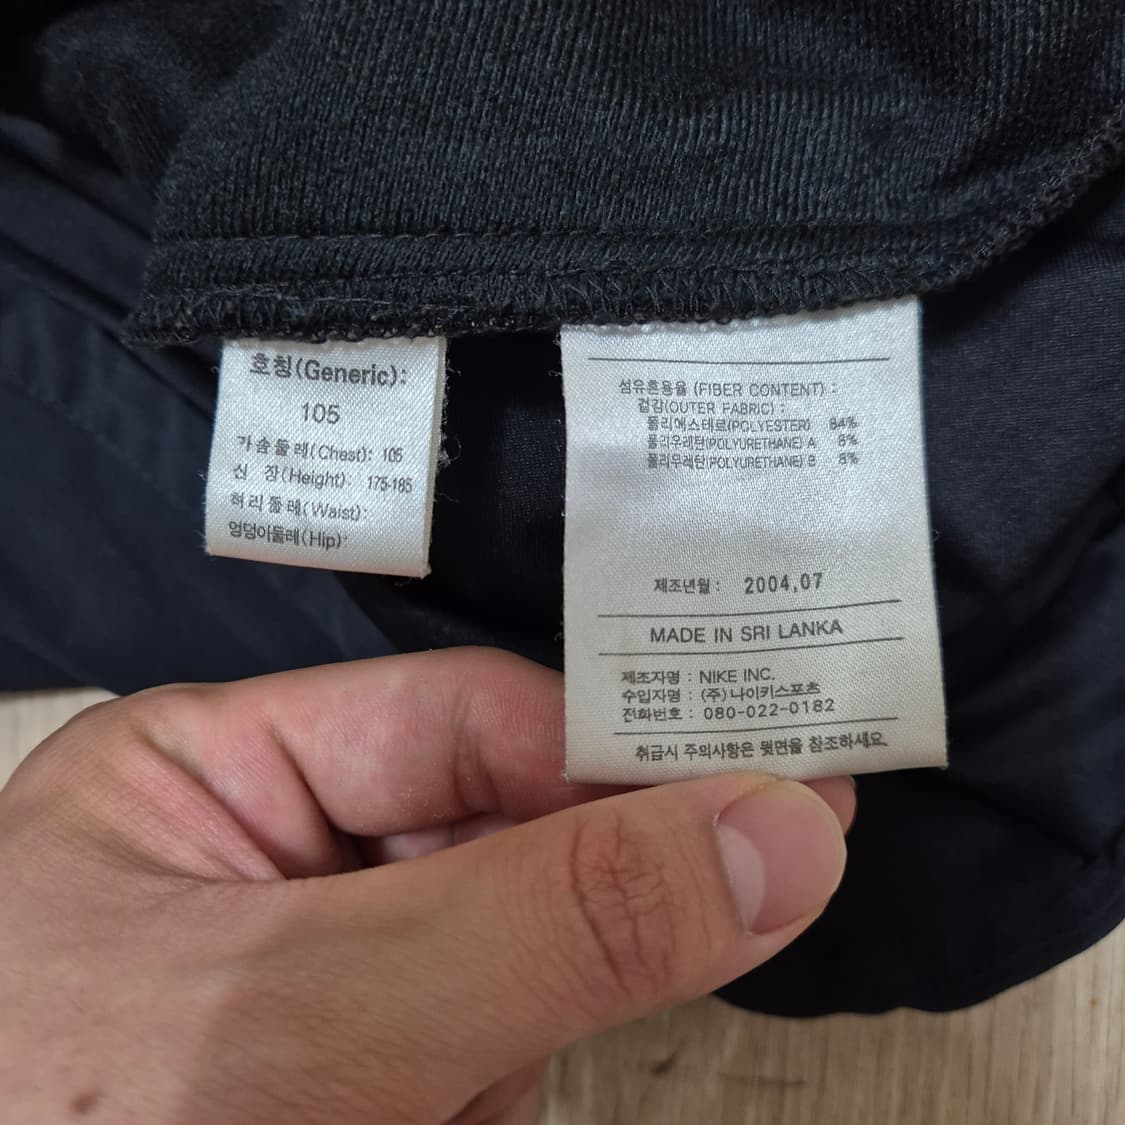 호칭(Generic):
105
가슴둘레(Chest): 105
신 장(Height): 175-185
허리둘레(Waist):
엉덩이둘레(Hip):
섬유혼용율 (FIBER CONTENT) :
겉감(OUTER FABRIC) :
폴리에스테르(POLYESTER) 84%
폴리우레탄(POLYURETHANE) A 8%
폴리우레탄(POLYURETHANE) B 8%
제조년월 : 2004,07
MADE IN SRI LANKA
제조자명 : NIKE INC.
수입자명 : (주)나이키스포츠
전화번호 : 080-022-0182
취급시 주의사항은 뒷면을 참조하세요.